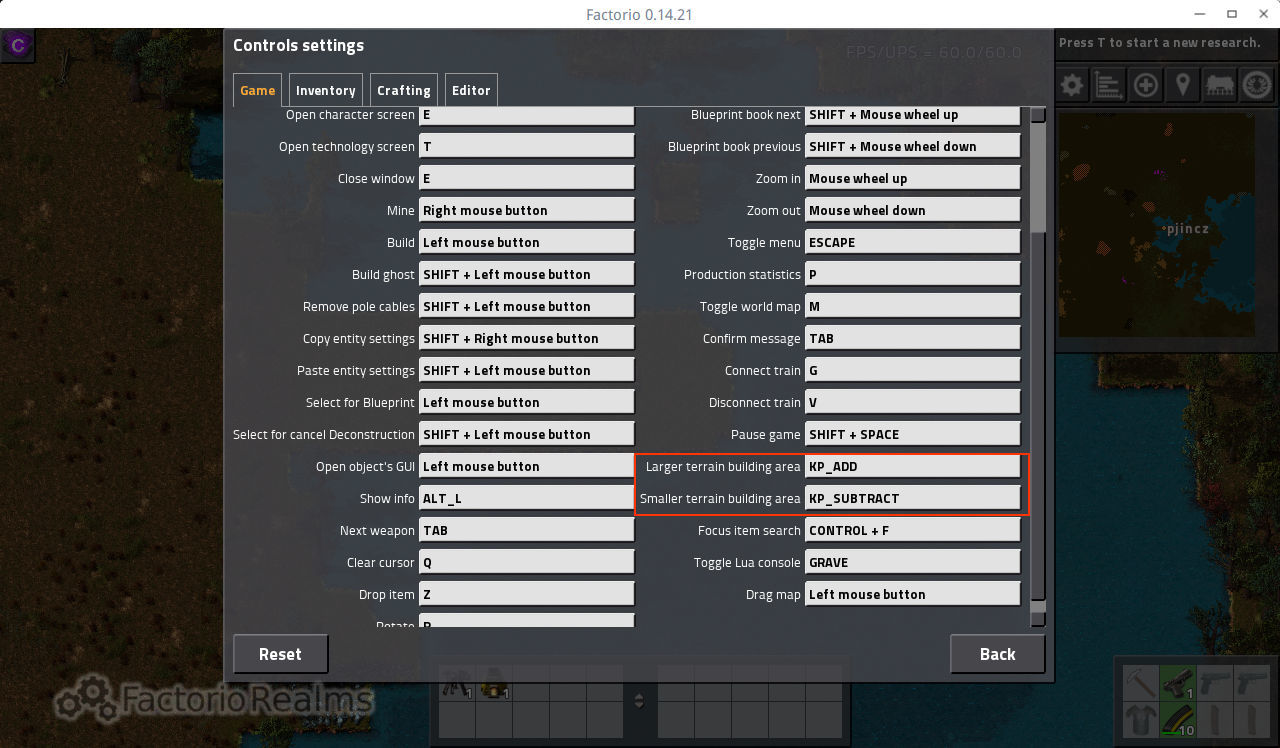 Factorio 0.14.21
Controls settings
FPS/UPS = 60.0/60.0
Press T to start a new research.
C
Game Inventory Crafting Editor
Open character screen E
Open technology screen T
Close window E
Mine Right mouse button
Build Left mouse button
Build ghost SHIFT + Left mouse button
Remove pole cables SHIFT + Left mouse button
Copy entity settings SHIFT + Right mouse button
Paste entity settings SHIFT + Left mouse button
Select for Blueprint Left mouse button
Select for cancel Deconstruction SHIFT + Left mouse button
Open object's GUI Left mouse button
Show info ALT_L
Next weapon TAB
Clear cursor Q
Drop item Z
Rotate R
Blueprint book next SHIFT + Mouse wheel up
Blueprint book previous SHIFT + Mouse wheel down
Zoom in Mouse wheel up
Zoom out Mouse wheel down
Toggle menu ESCAPE
Production statistics P
Toggle world map M
Confirm message TAB
Connect train G
Disconnect train V
Pause game SHIFT + SPACE
Larger terrain building area KP_ADD
Smaller terrain building area KP_SUBTRACT
Focus item search CONTROL + F
Toggle Lua console GRAVE
Drag map Left mouse button
pjincz
Reset Back
FactorioRealms
1 1
1
10